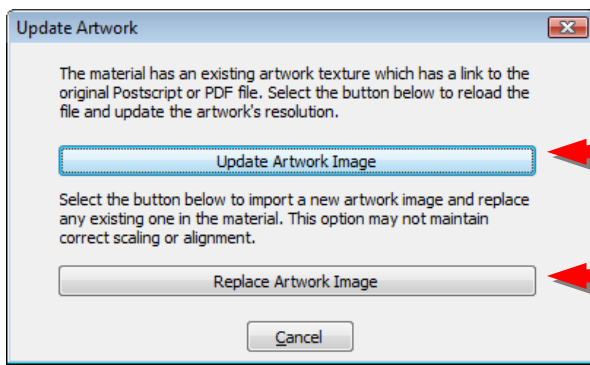 Update Artwork
The material has an existing artwork texture which has a link to the
original Postscript or PDF file. Select the button below to reload the
file and update the artwork's resolution.
Update Artwork Image
Select the button below to import a new artwork image and replace
any existing one in the material. This option may not maintain
correct scaling or alignment.
Replace Artwork Image
Cancel